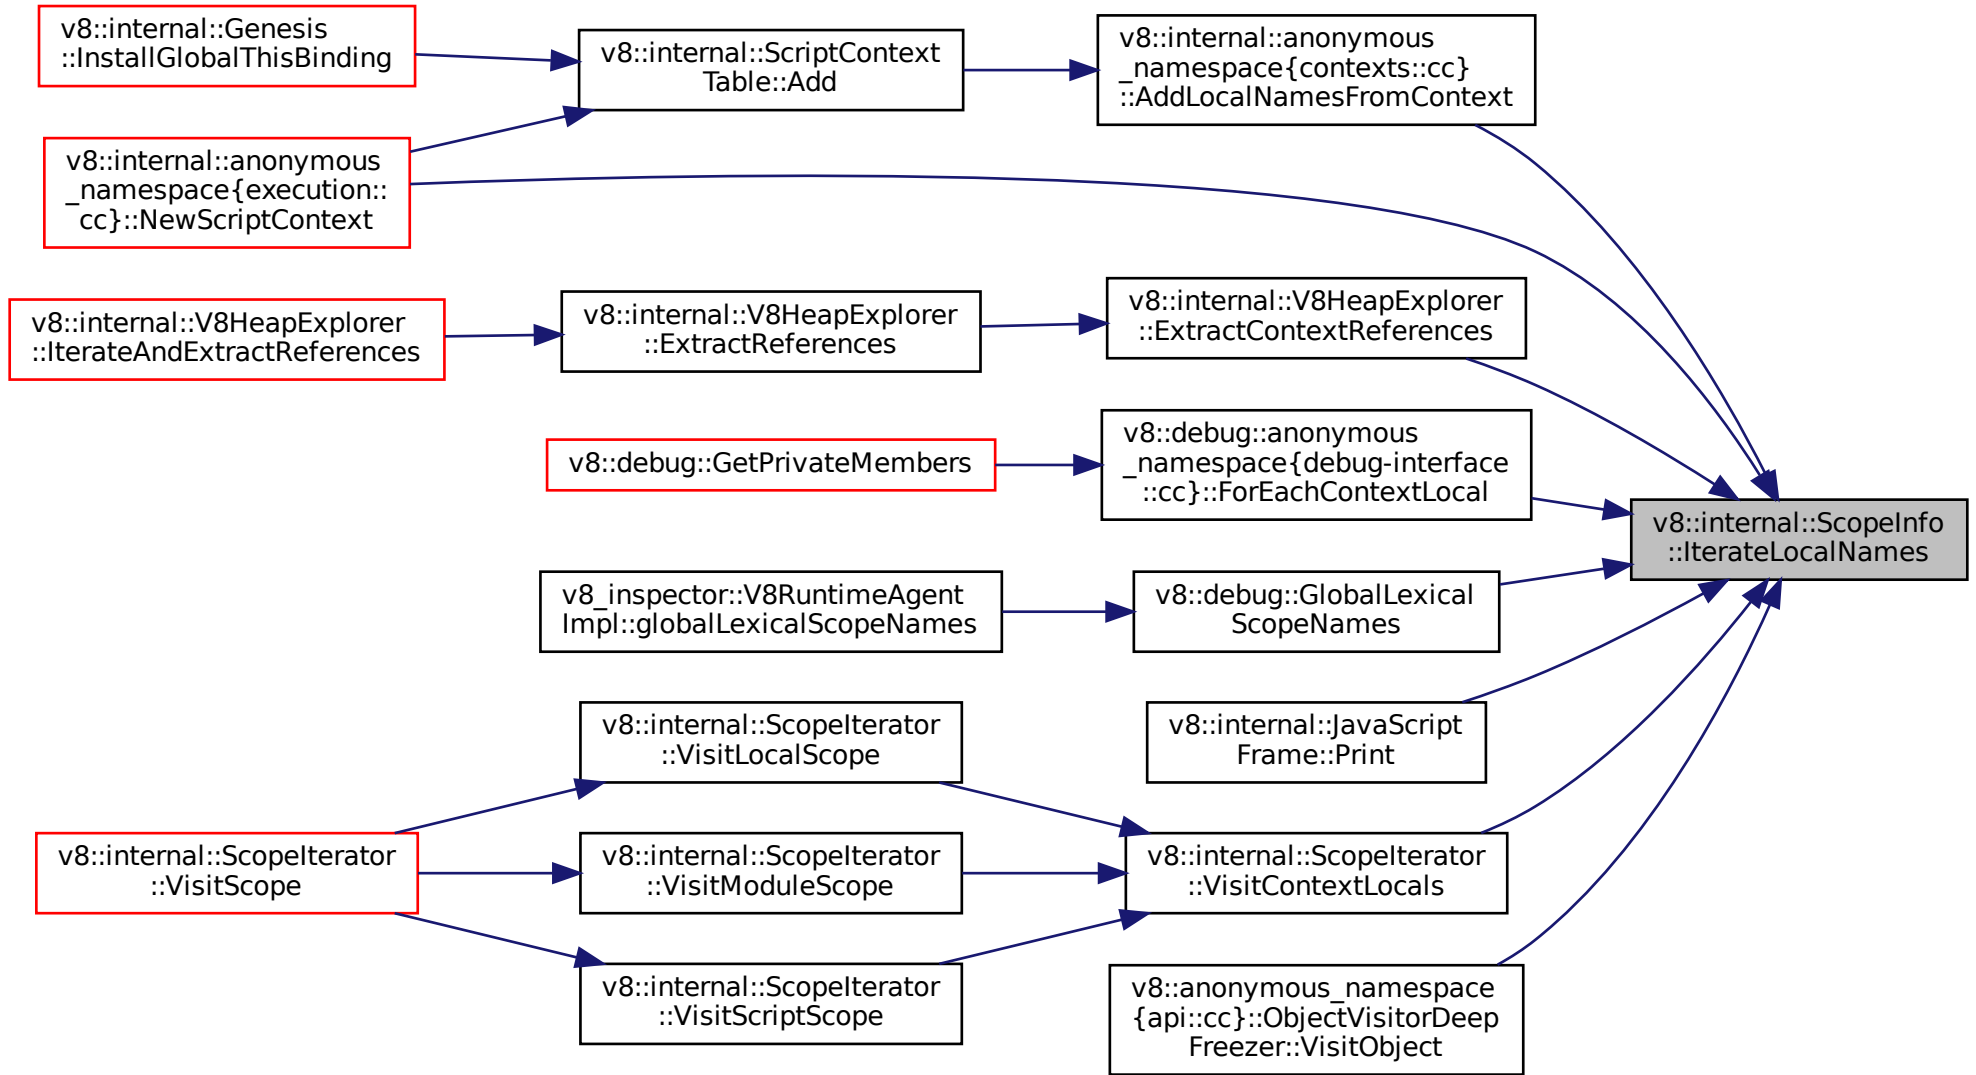 v8::internal::Genesis
::InstallGlobalThisBinding
v8::internal::ScriptContext
Table::Add
v8::internal::anonymous
_namespace{contexts::cc}
::AddLocalNamesFromContext
v8::internal::anonymous
_namespace{execution::
cc}::NewScriptContext
v8::internal::V8HeapExplorer
::IterateAndExtractReferences
v8::internal::V8HeapExplorer
::ExtractReferences
v8::internal::V8HeapExplorer
::ExtractContextReferences
v8::debug::GetPrivateMembers
v8::debug::anonymous
_namespace{debug-interface
::cc}::ForEachContextLocal
v8::internal::ScopeInfo
::IterateLocalNames
v8_inspector::V8RuntimeAgent
Impl::globalLexicalScopeNames
v8::debug::GlobalLexical
ScopeNames
v8::internal::ScopeIterator
::VisitLocalScope
v8::internal::JavaScript
Frame::Print
v8::internal::ScopeIterator
::VisitScope
v8::internal::ScopeIterator
::VisitModuleScope
v8::internal::ScopeIterator
::VisitContextLocals
v8::internal::ScopeIterator
::VisitScriptScope
v8::anonymous_namespace
{api::cc}::ObjectVisitorDeep
Freezer::VisitObject